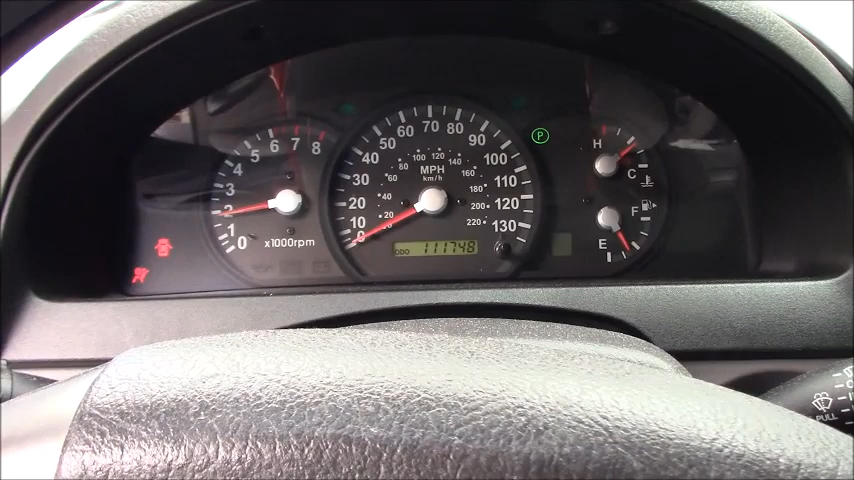 0 1 2 3 4 5 6 7 8
x1000rpm
0 10 20 30 40 50 60 70 80 90 100 110 120 130
20 40 60 80 100 120 140 160 180 200 220
MPH
km/h
ODO 111748
P
H
C
F
E
PULL